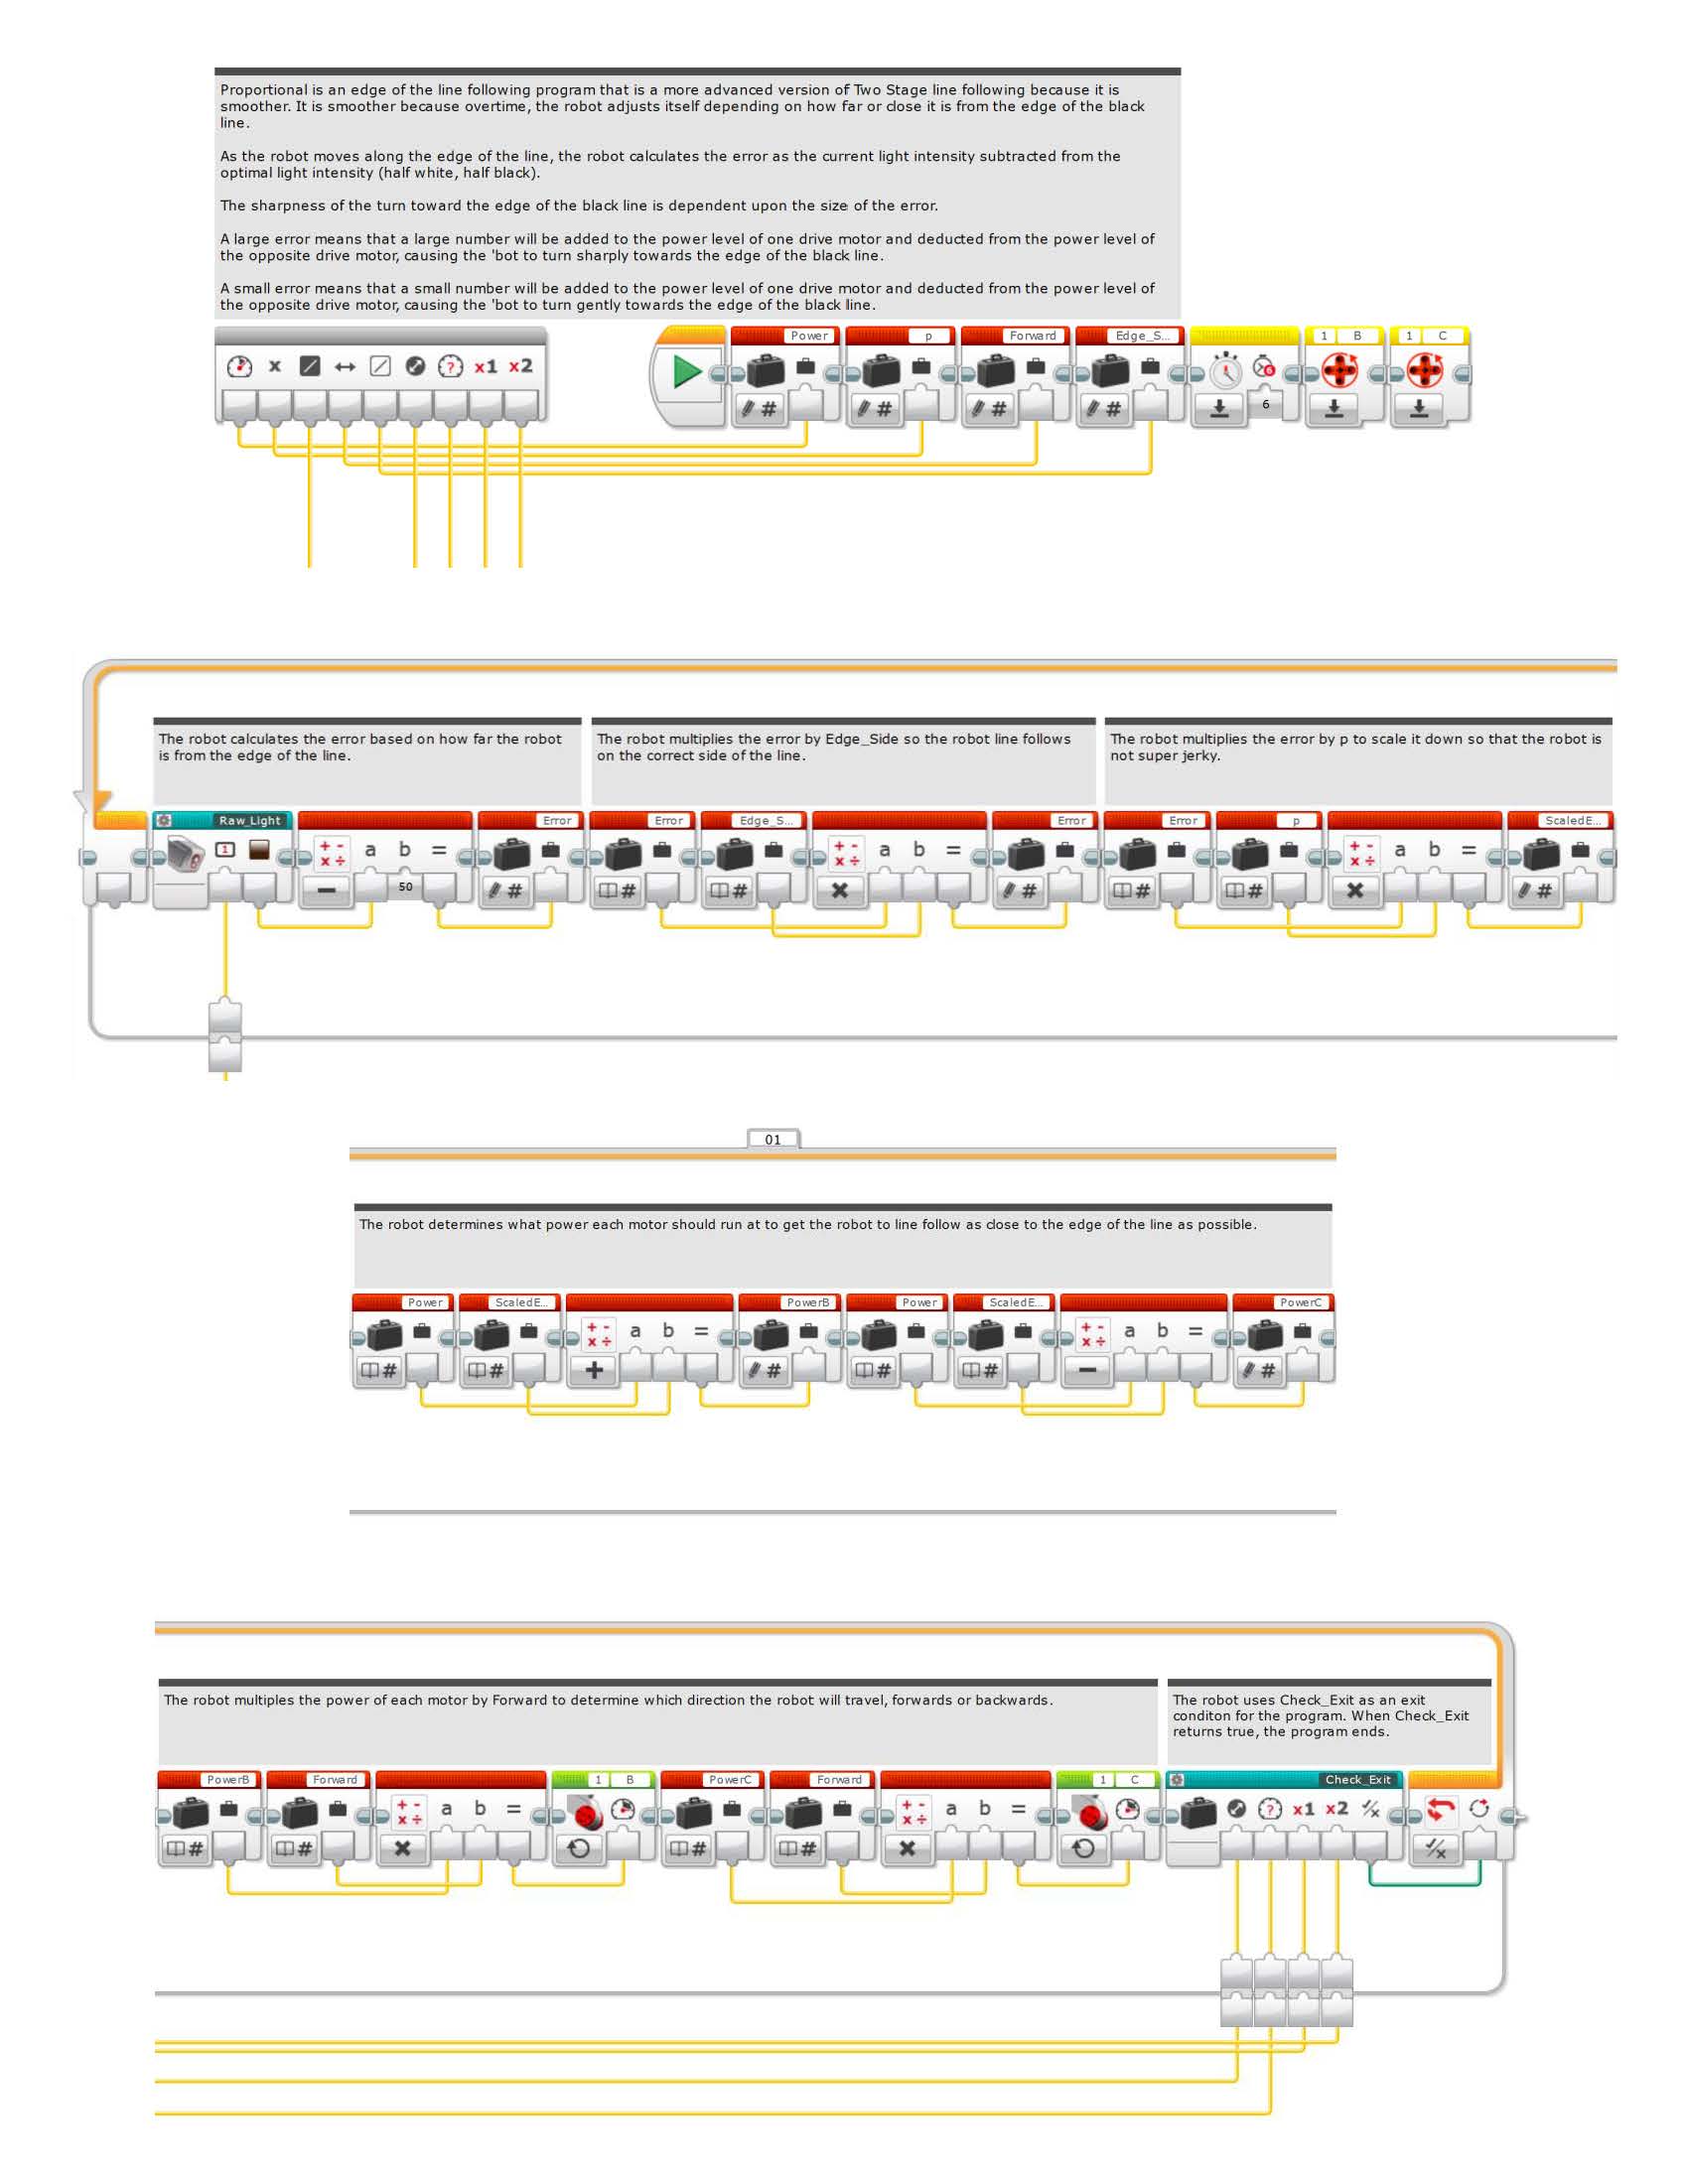 Proportional is an edge of the line following program that is a more advanced version of Two Stage line following because it is
smoother. It is smoother because overtime, the robot adjusts itself depending on how far or close it is from the edge of the black
line.
As the robot moves along the edge of the line, the robot calculates the error as the current light intensity subtracted from the
optimal light intensity (half white, half black).
The sharpness of the turn toward the edge of the black line is dependent upon the size of the error.
A large error means that a large number will be added to the power level of one drive motor and deducted from the power level of
the opposite drive motor, causing the 'bot to turn sharply towards the edge of the black line.
A small error means that a small number will be added to the power level of one drive motor and deducted from the power level of
the opposite drive motor, causing the 'bot to turn gently towards the edge of the black line.
Power p Forward Edge_S... 1 B 1 C
x ? x1 x2
# # # # 6
The robot calculates the error based on how far the robot
is from the edge of the line.
The robot multiplies the error by Edge_Side so the robot line follows
on the correct side of the line.
The robot multiplies the error by p to scale it down so that the robot is
not super jerky.
Raw_Light Error Error Edge_S... Error Error p ScaledE...
1 + - x ÷ a b = + - x ÷ a b = + - x ÷ a b =
− 50 # # # x # # # x #
01
The robot determines what power each motor should run at to get the robot to line follow as close to the edge of the line as possible.
Power ScaledE... PowerB Power ScaledE... PowerC
+ - x ÷ a b = + - x ÷ a b =
# # + # # # − #
The robot multiples the power of each motor by Forward to determine which direction the robot will travel, forwards or backwards.
The robot uses Check_Exit as an exit
conditon for the program. When Check_Exit
returns true, the program ends.
PowerB Forward 1 B PowerC Forward 1 C Check_Exit
+ - x ÷ a b = + - x ÷ a b = ? x1 x2 ✓/x
# # x # # x ✓/x